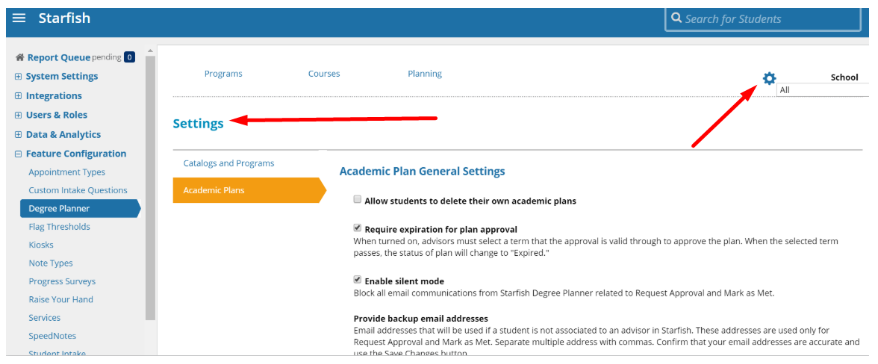 Starfish
Search for Students
Report Queue pending 0
System Settings
Integrations
Users & Roles
Data & Analytics
Feature Configuration
Appointment Types
Custom Intake Questions
Degree Planner
Flag Thresholds
Kiosks
Note Types
Progress Surveys
Raise Your Hand
Services
SpeedNotes
Student Intake
Programs Courses Planning
School
All
Settings
Catalogs and Programs
Academic Plans
Academic Plan General Settings
Allow students to delete their own academic plans
Require expiration for plan approval
When turned on, advisors must select a term that the approval is valid through to approve the plan. When the selected term
passes, the status of plan will change to "Expired."
Enable silent mode
Block all email communications from Starfish Degree Planner related to Request Approval and Mark as Met.
Provide backup email addresses
Email addresses that will be used if a student is not associated to an advisor in Starfish. These addresses are used only for
Request Approval and Mark as Met. Separate multiple address with commas. Confirm that your email addresses are accurate and
use the Save Changes button